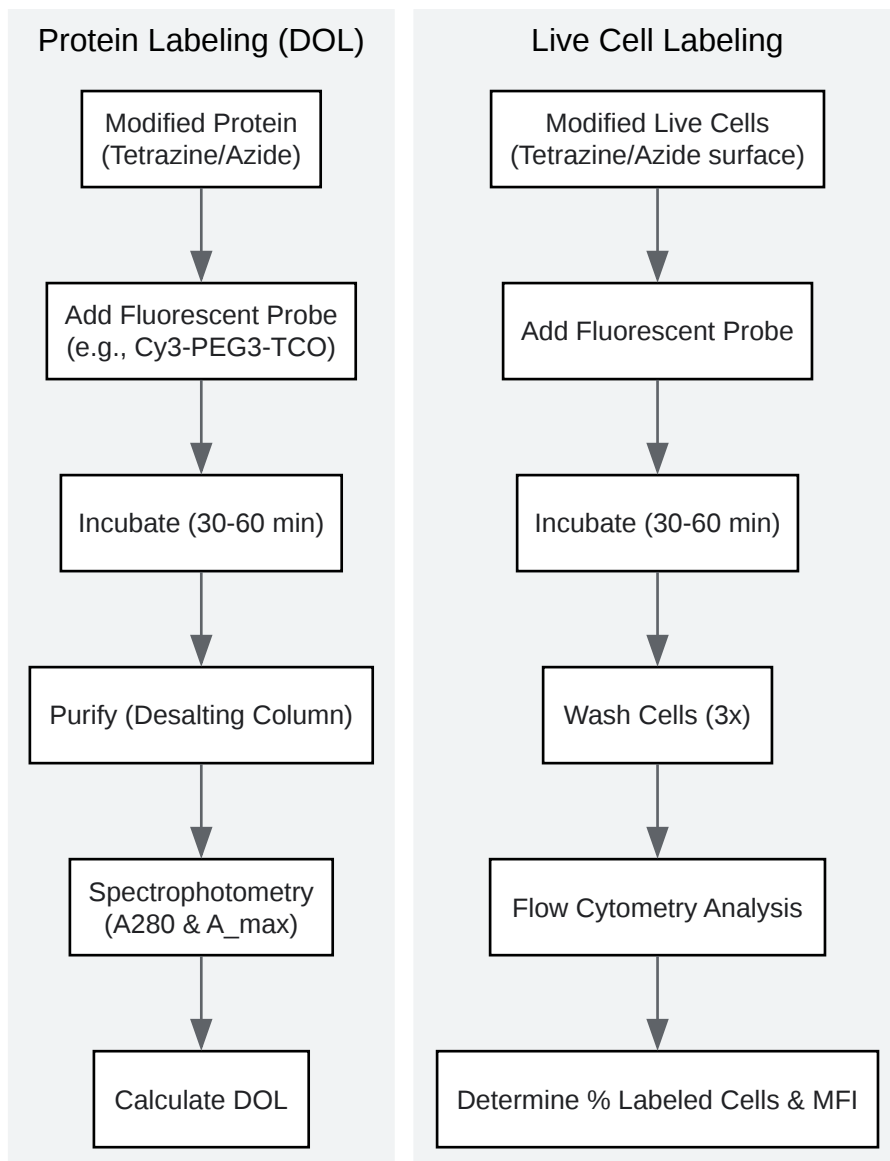 Protein Labeling (DOL)
Modified Protein
(Tetrazine/Azide)
Add Fluorescent Probe
(e.g., Cy3-PEG3-TCO)
Incubate (30-60 min)
Purify (Desalting Column)
Spectrophotometry
(A280 & A_max)
Calculate DOL
Live Cell Labeling
Modified Live Cells
(Tetrazine/Azide surface)
Add Fluorescent Probe
Incubate (30-60 min)
Wash Cells (3x)
Flow Cytometry Analysis
Determine % Labeled Cells & MFI